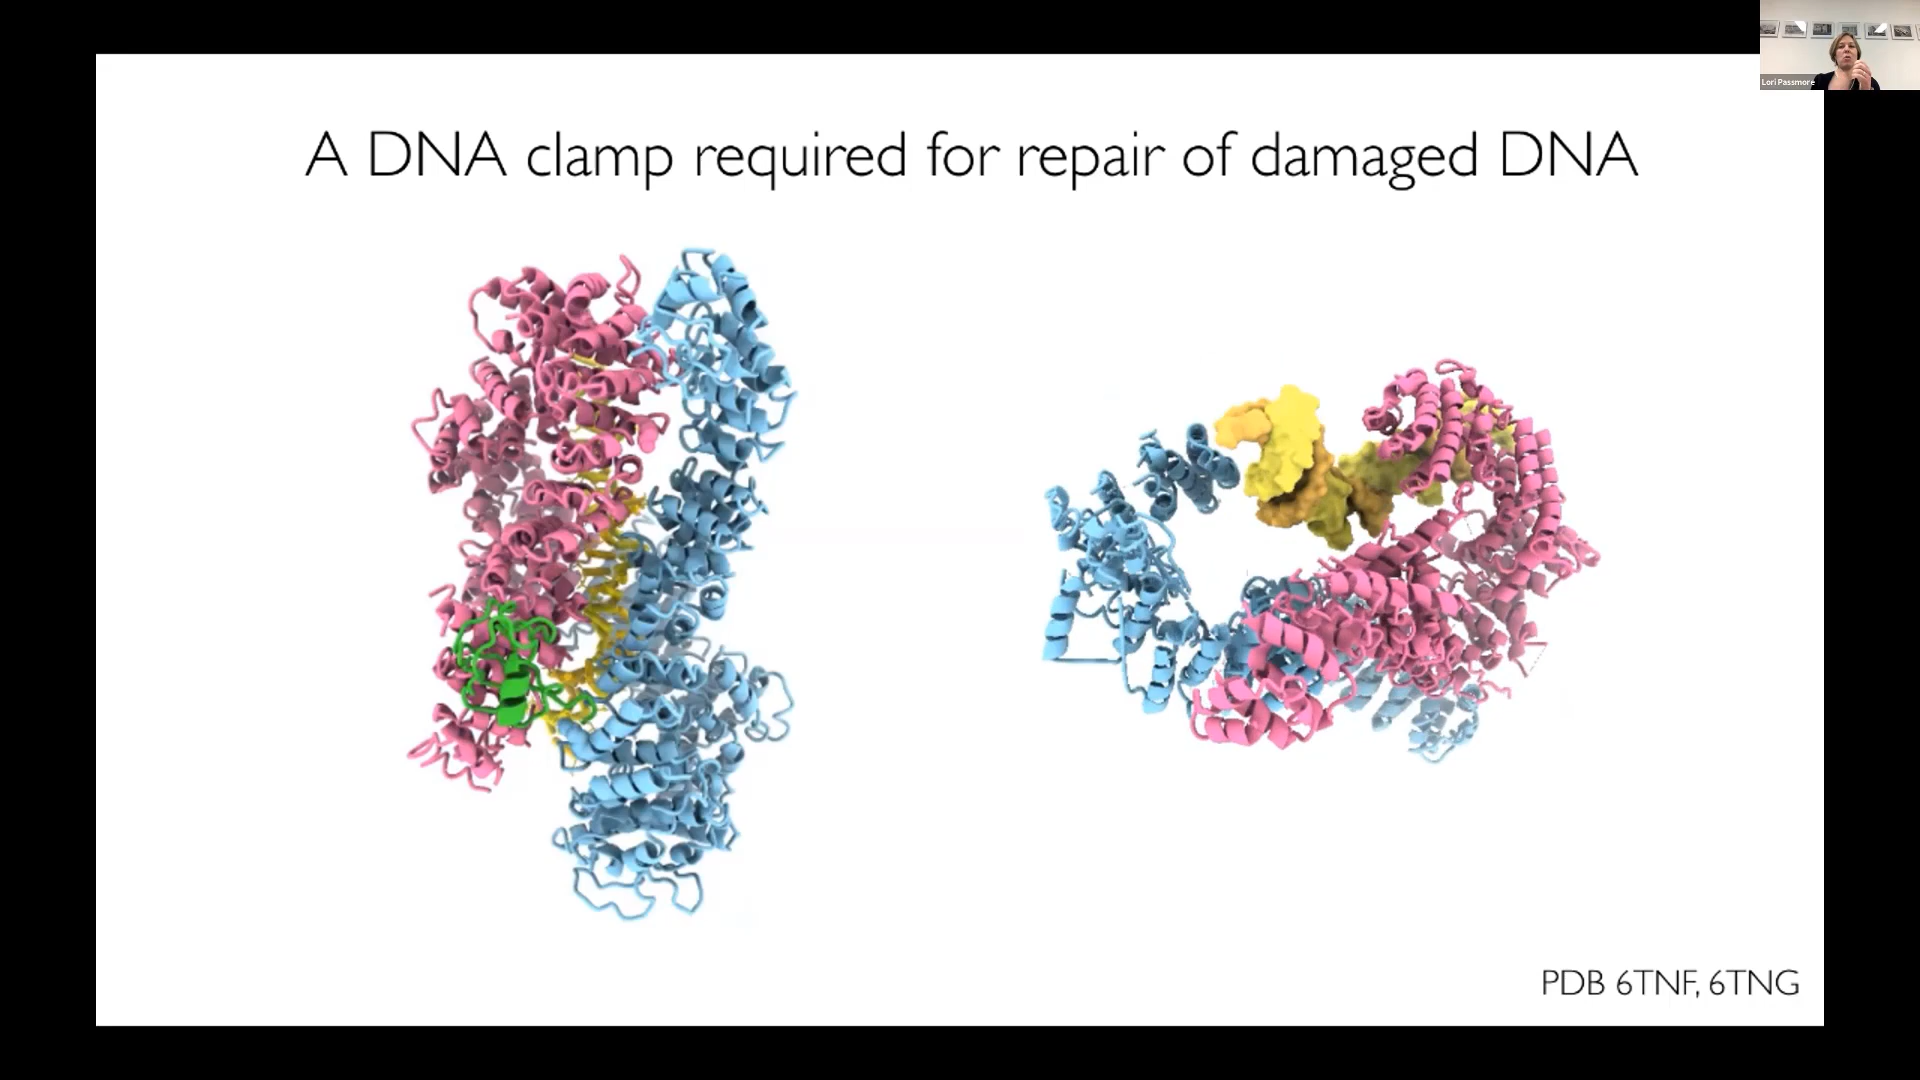 Lori Passmore
A DNA clamp required for repair of damaged DNA
PDB 6TNF, 6TNG